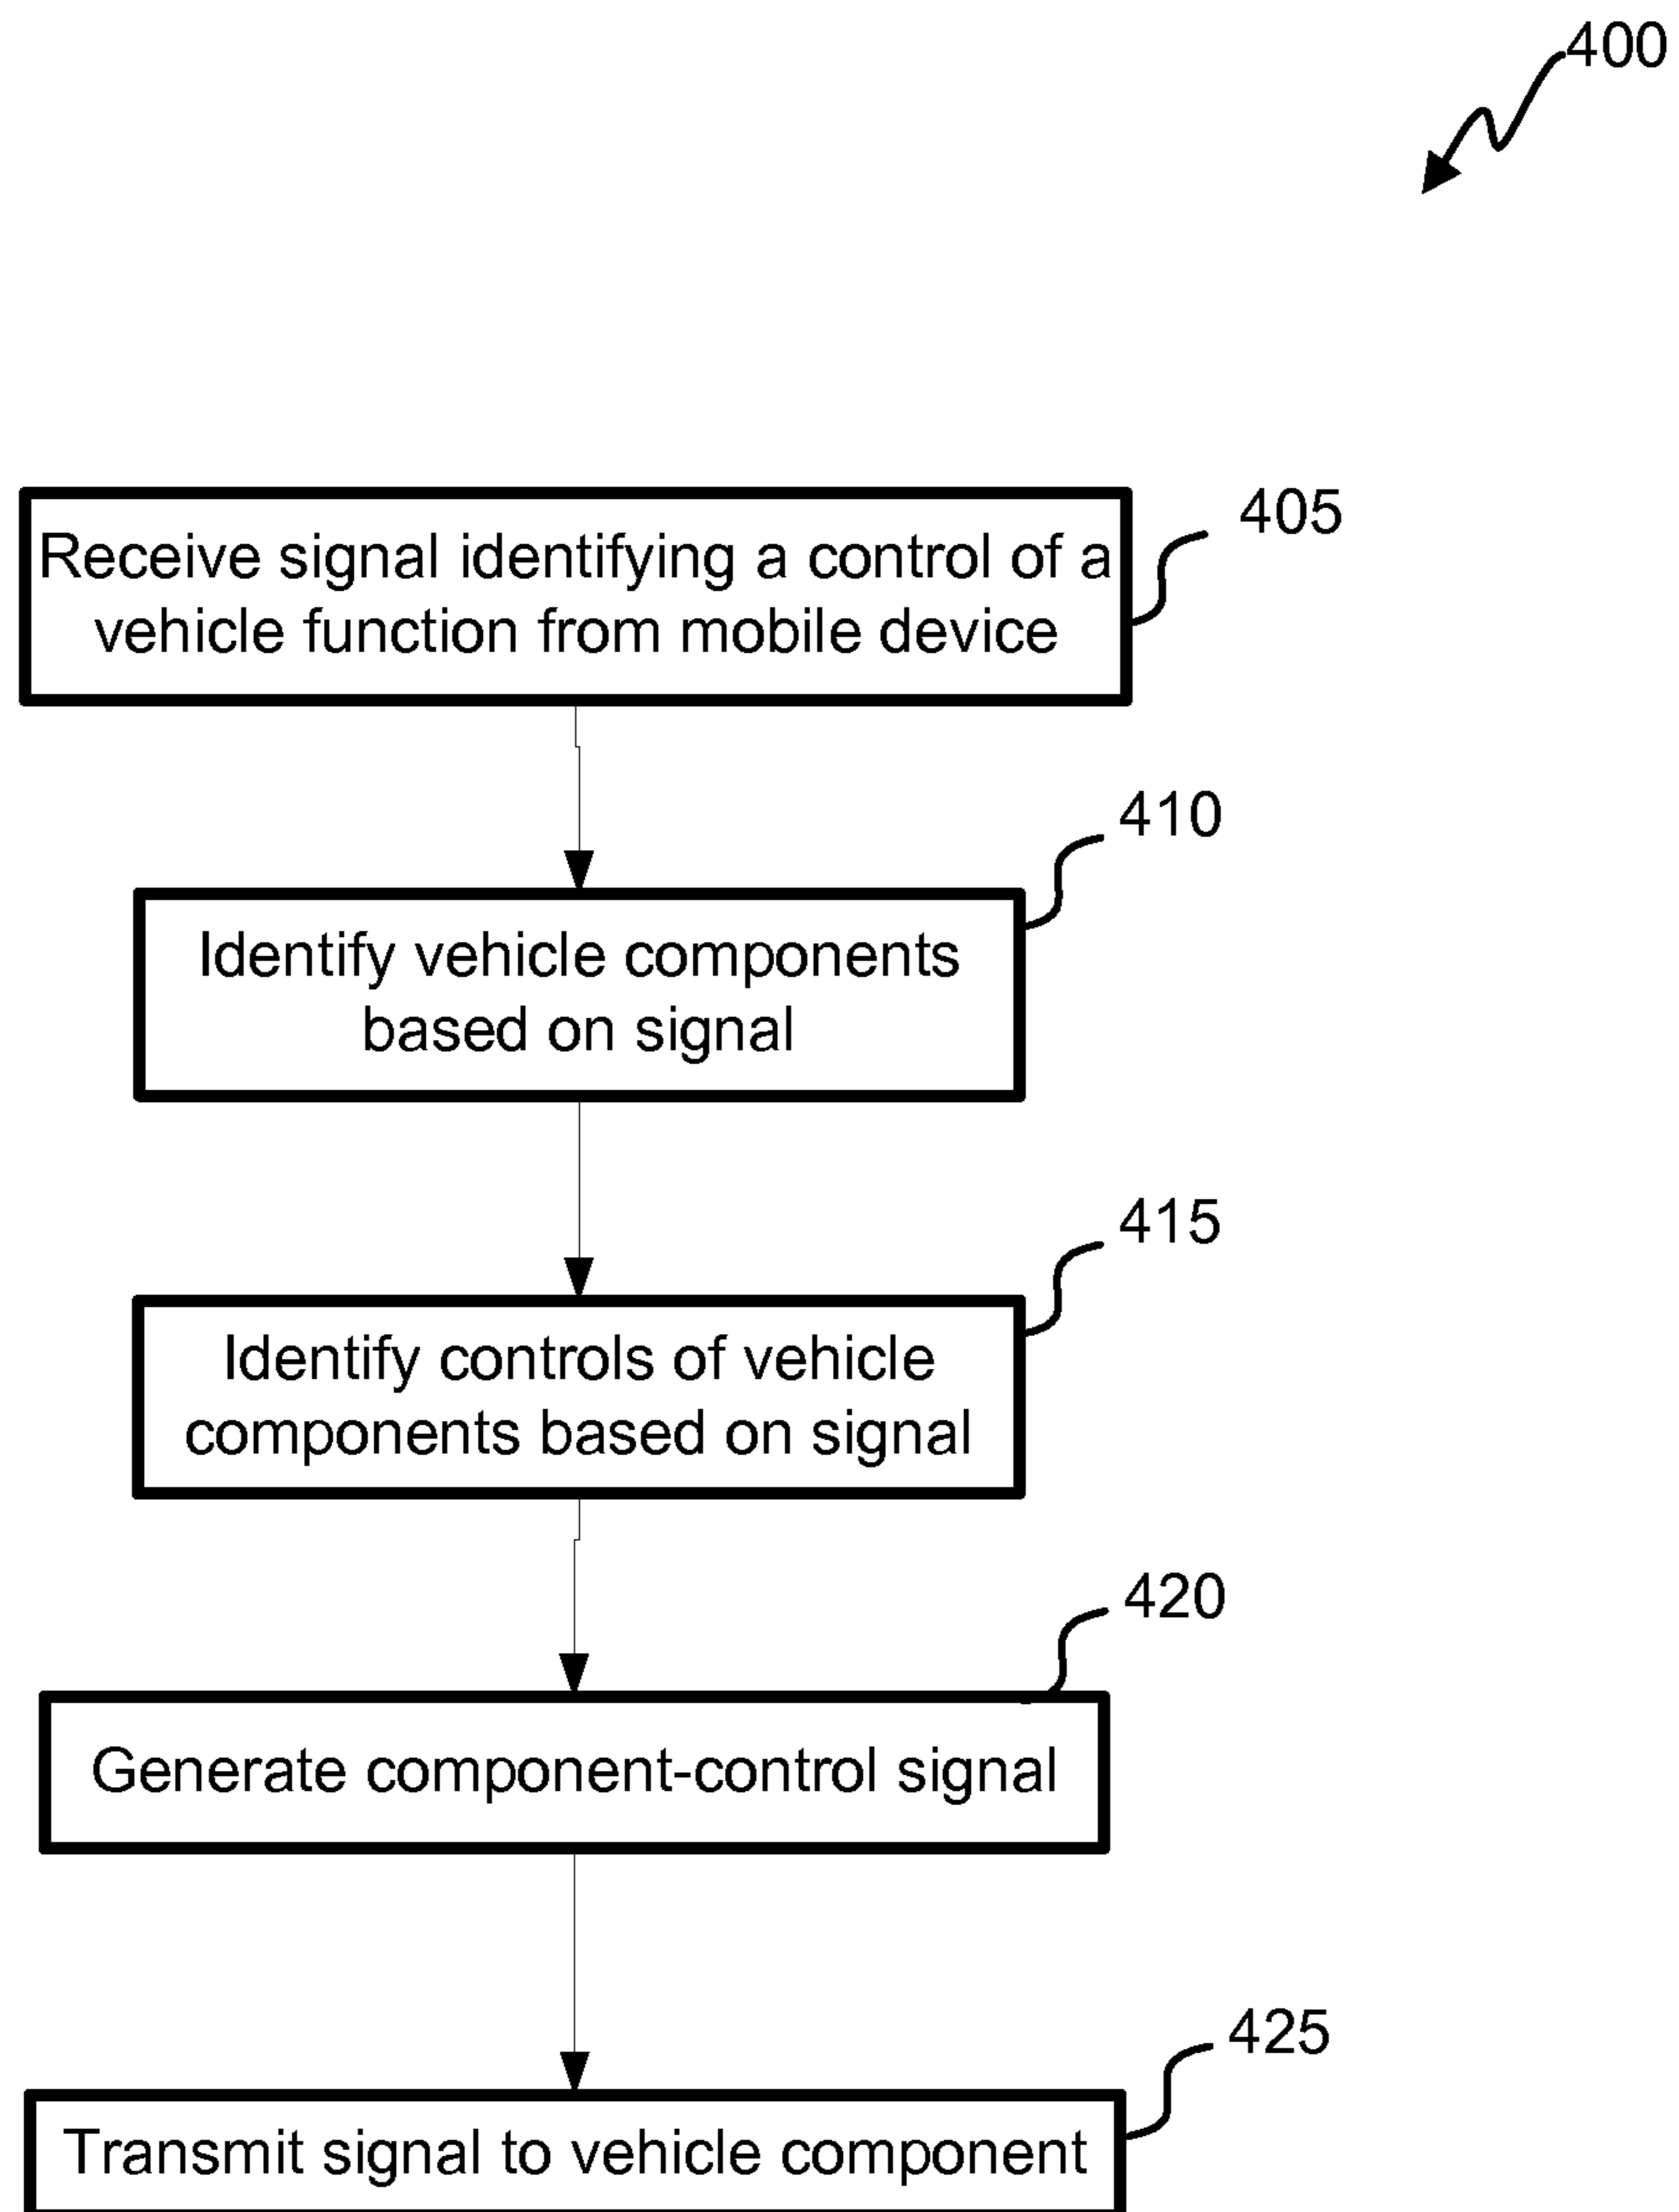 400
Receive signal identifying a control of a
vehicle function from mobile device
405
Identify vehicle components
based on signal
410
Identify controls of vehicle
components based on signal
415
Generate component-control signal
420
Transmit signal to vehicle component
425